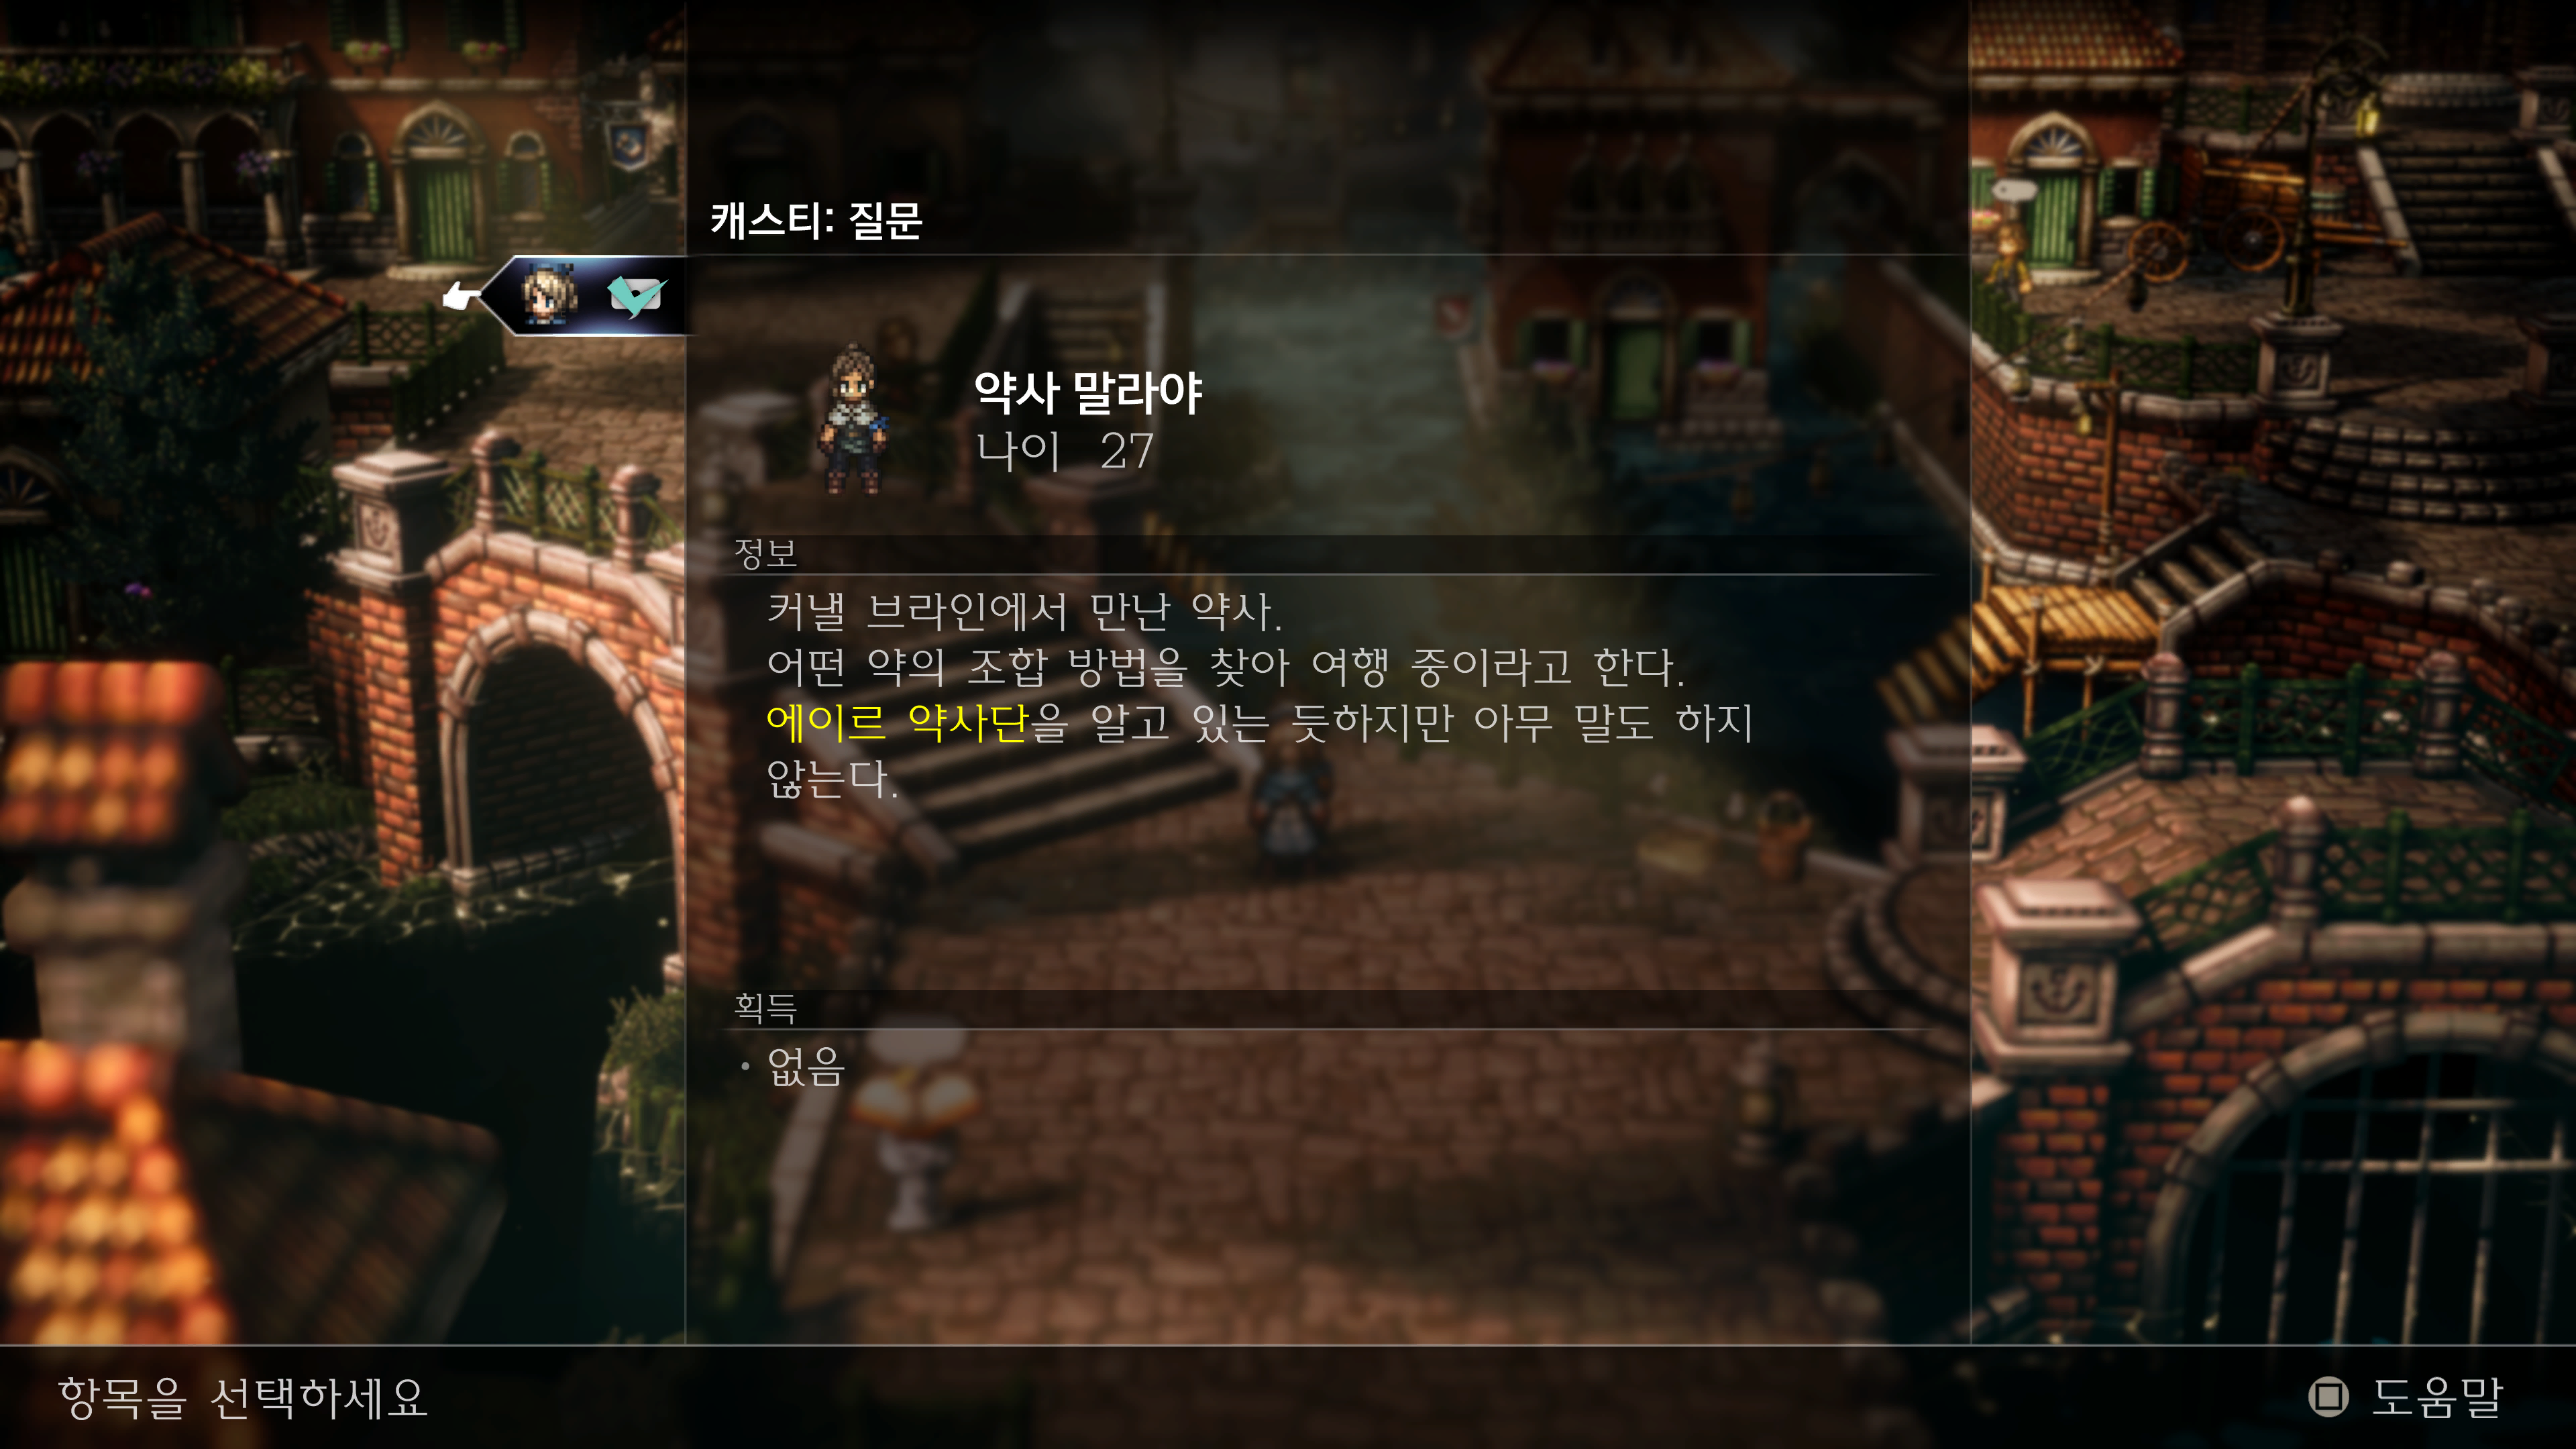 캐스티: 질문
약사 말라야
나이 27
정보
커낼 브라인에서 만난 약사.
어떤 약의 조합 방법을 찾아 여행 중이라고 한다.
에이르 약사단을 알고 있는 듯하지만 아무 말도 하지
않는다.
획득
• 없음
항목을 선택하세요
도움말